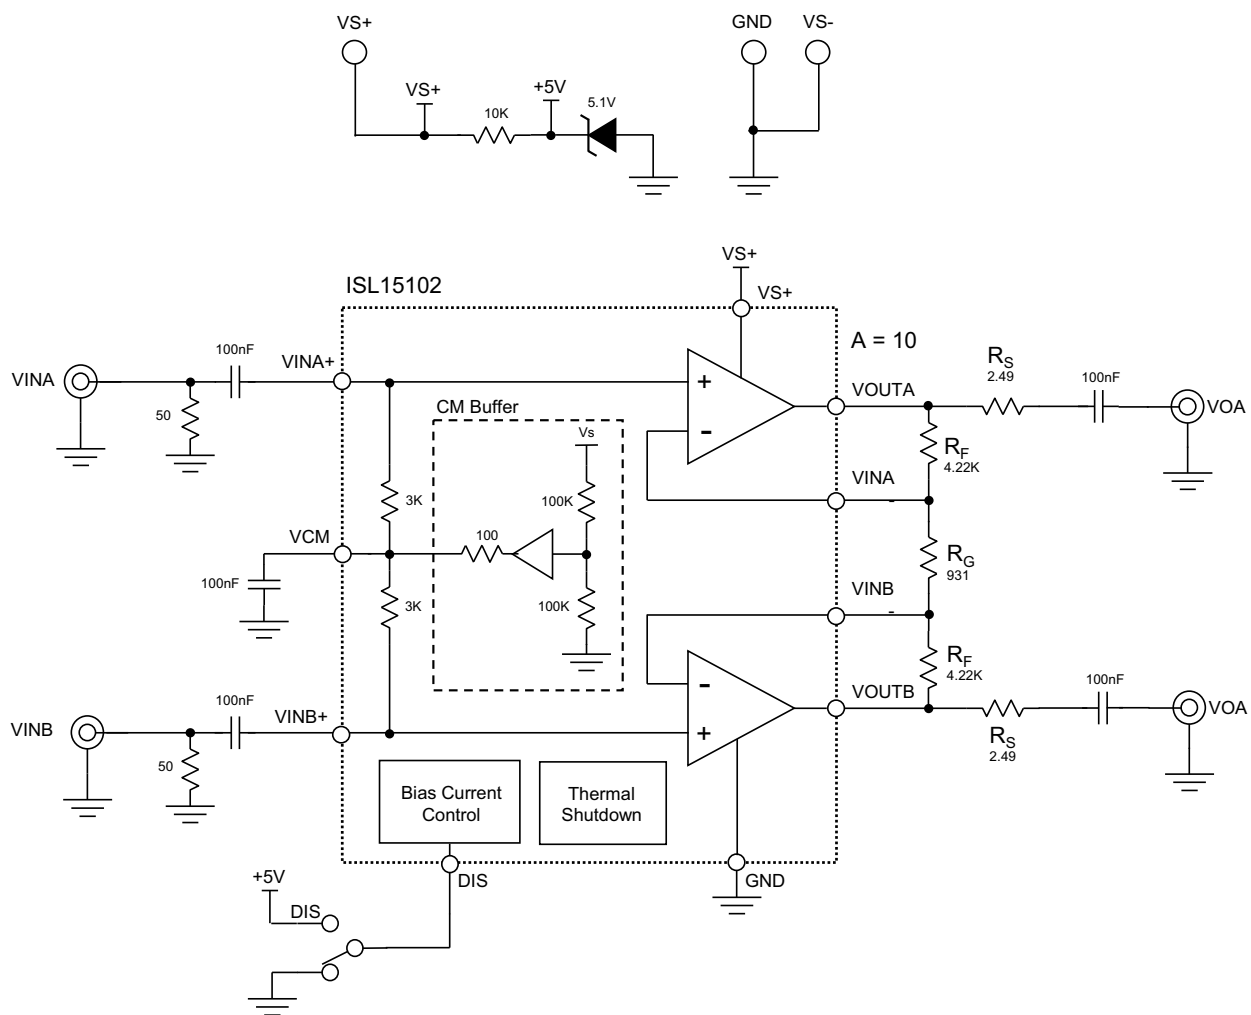 VS+
GND
VS-
VS+
+5V
5.1V
10K
VS+
ISL15102
VS+
A = 10
100nF
VINA+
VINA
50
CM Buffer
Vs
+
-
VOUTA
RS
2.49
100nF
VOA
RF
4.22K
VINA
-
3K
100K
VCM
100
100nF
RG
931
3K
100K
VINB
-
RF
4.22K
100nF
VINB+
VINB
50
-
+
VOUTB
100nF
VOA
RS
2.49
Bias Current
Control
Thermal
Shutdown
DIS
GND
+5V
DIS